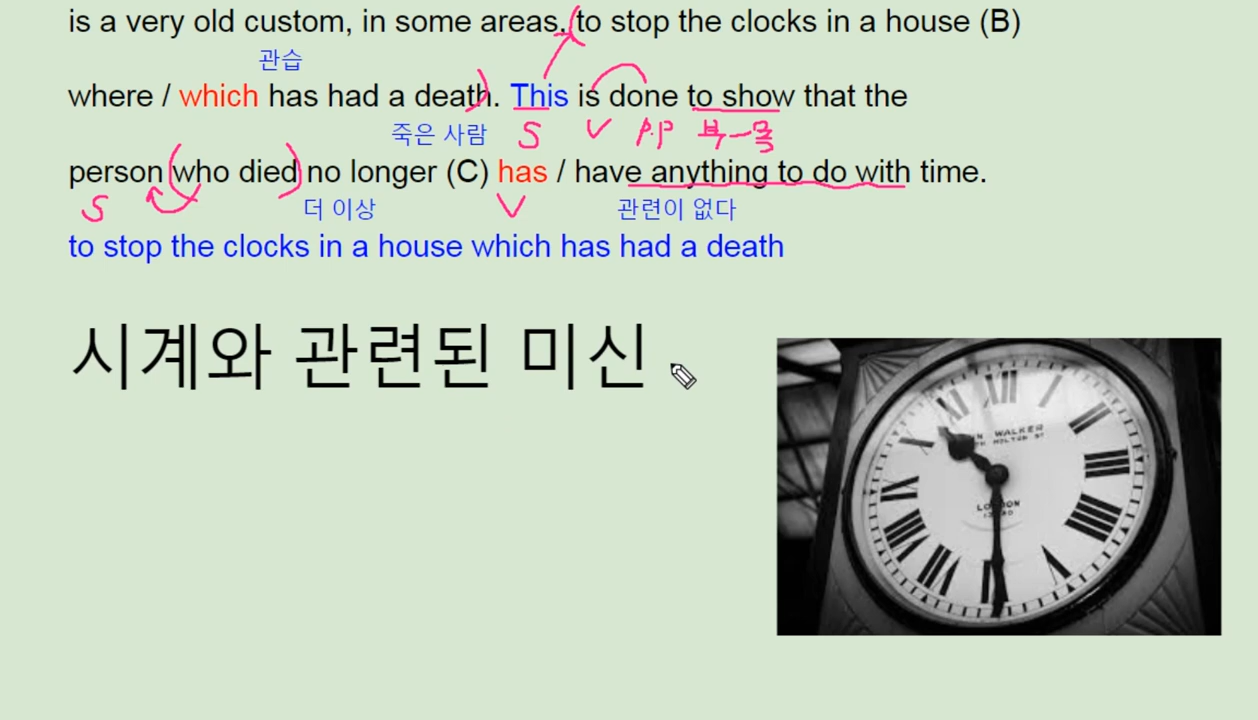 is a very old custom, in some areas, to stop the clocks in a house (B)
관습
where / which has had a death. This is done to show that the
죽은 사람 S V p.p 부-목
person who died no longer (C) has / have anything to do with time.
S 더 이상 V 관련이 없다
to stop the clocks in a house which has had a death
시계와 관련된 미신
WALKER
LONDON